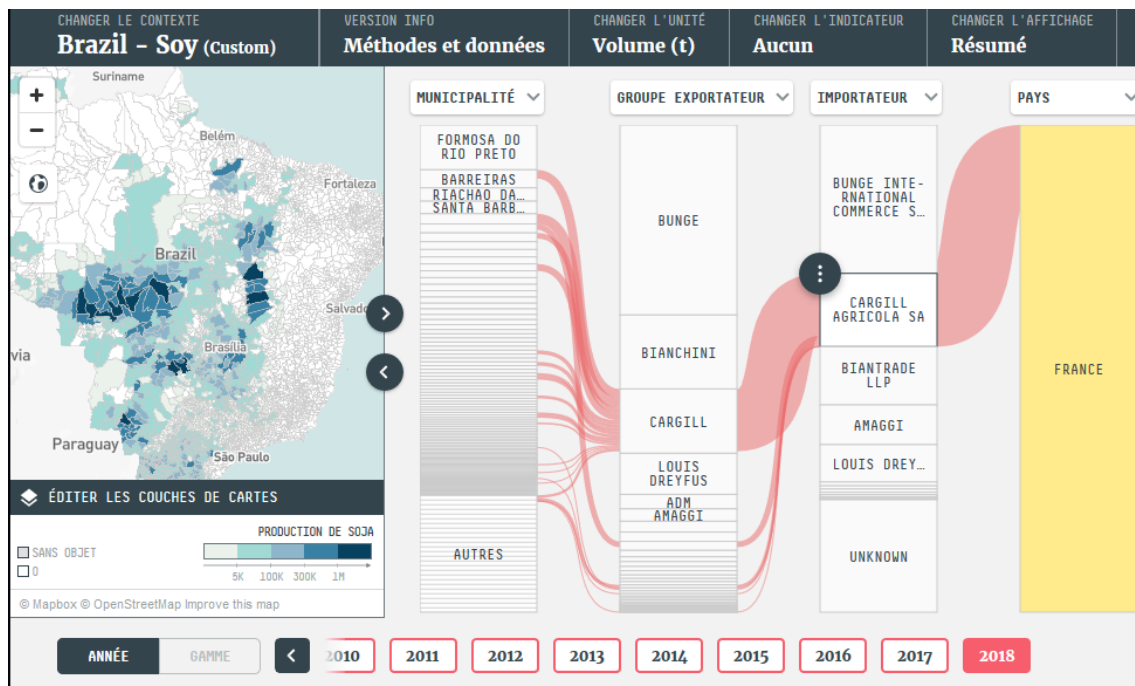 CHANGER LE CONTEXTE
Brazil – Soy (Custom)
VERSION INFO
Méthodes et données
CHANGER L'UNITÉ
Volume (t)
CHANGER L'INDICATEUR
Aucun
CHANGER L'AFFICHAGE
Résumé
Suriname
Belém
Fortaleza
Brazil
Salvador
Brasília
via
Paraguay
São Paulo
ÉDITER LES COUCHES DE CARTES
PRODUCTION DE SOJA
SANS OBJET
0
5K 100K 300K 1M
© Mapbox © OpenStreetMap Improve this map
MUNICIPALITÉ
FORMOSA DO
RIO PRETO
BARREIRAS
RIACHAO DA…
SANTA BARB…
AUTRES
GROUPE EXPORTATEUR
BUNGE
BIANCHINI
CARGILL
LOUIS
DREYFUS
ADM
AMAGGI
IMPORTATEUR
BUNGE INTE-
RNATIONAL
COMMERCE S…
CARGILL
AGRICOLA SA
BIANTRADE
LLP
AMAGGI
LOUIS DREY…
UNKNOWN
PAYS
FRANCE
ANNÉE
GAMME
2010 2011 2012 2013 2014 2015 2016 2017 2018